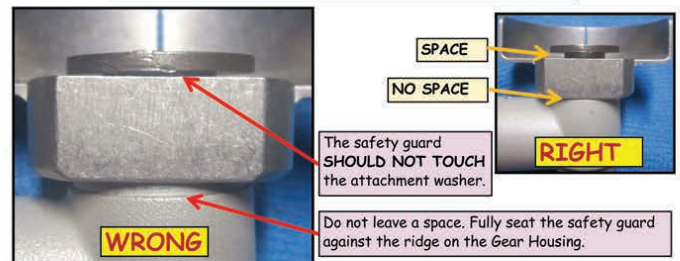 SPACE
NO SPACE
RIGHT
The safety guard
SHOULD NOT TOUCH
the attachment washer.
Do not leave a space. Fully seat the safety guard
against the ridge on the Gear Housing.
WRONG